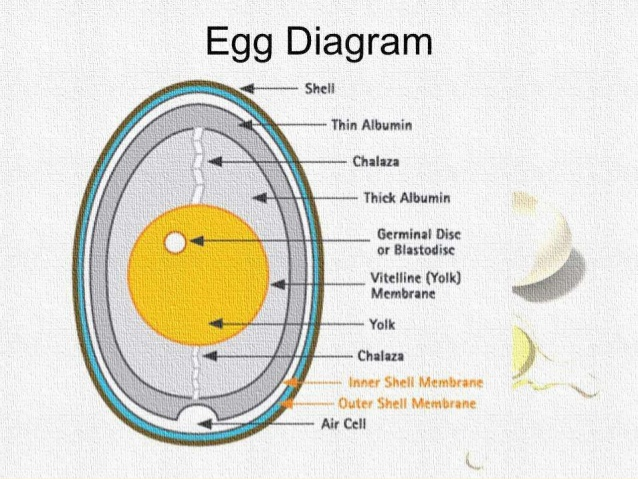 Egg Diagram
Shell
Thin Albumin
Chalaza
Thick Albumin
Germinal Disc
or Blastodisc
Vitelline (Yolk)
Membrane
Yolk
Chalaza
Inner Shell Membrane
Outer Shell Membrane
Air Cell